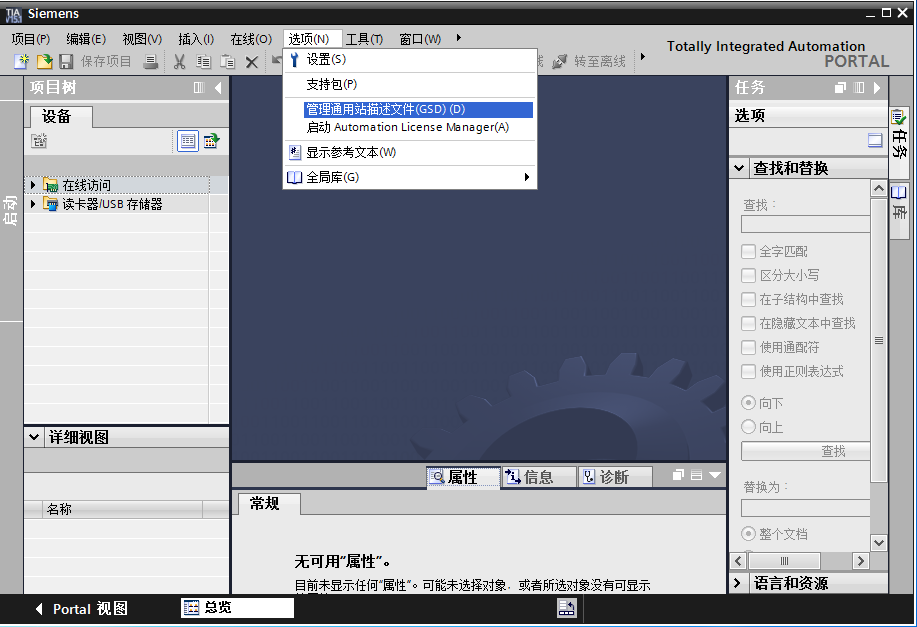 Siemens
项目(P) 编辑(E) 视图(V) 插入(I) 在线(O) 选项(N) 工具(T) 窗口(W)
Totally Integrated Automation
PORTAL
保存项目
转至离线
设置(S)
支持包(P)
管理通用站描述文件(GSD) (D)
启动 Automation License Manager(A)
显示参考文本(W)
全局库(G)
启动
项目树
设备
在线访问
读卡器/USB 存储器
详细视图
名称
属性
信息
诊断
常规
无可用“属性”。
目前未显示任何“属性”。可能未选择对象，或者所选对象没有可显示
任务
选项
查找和替换
查找：
全字匹配
区分大小写
在子结构中查找
在隐藏文本中查找
使用通配符
使用正则表达式
向下
向上
查找
替换为：
整个文档
语言和资源
任务
库
Portal 视图
总览